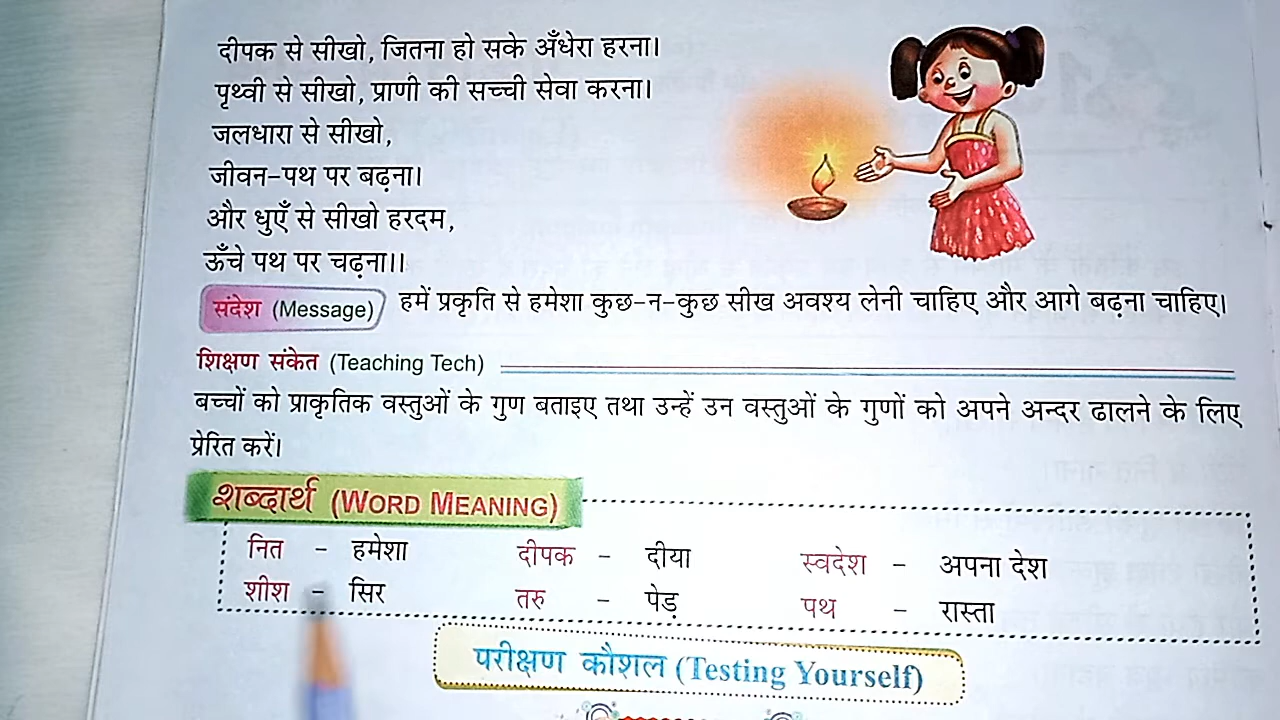 दीपक से सीखो, जितना हो सके अँधेरा हरना।
पृथ्वी से सीखो, प्राणी की सच्ची सेवा करना।
जलधारा से सीखो,
जीवन-पथ पर बढ़ना।
और धुएँ से सीखो हरदम,
ऊँचे पथ पर चढ़ना।।
संदेश (Message) हमें प्रकृति से हमेशा कुछ-न-कुछ सीख अवश्य लेनी चाहिए और आगे बढ़ना चाहिए।
शिक्षण संकेत (Teaching Tech)
बच्चों को प्राकृतिक वस्तुओं के गुण बताइए तथा उन्हें उन वस्तुओं के गुणों को अपने अन्दर ढालने के लिए
प्रेरित करें।
शब्दार्थ (WORD MEANING)
नित - हमेशा दीपक - दीया स्वदेश - अपना देश
शीश - सिर तरु - पेड़ पथ - रास्ता
परीक्षण कौशल (Testing Yourself)